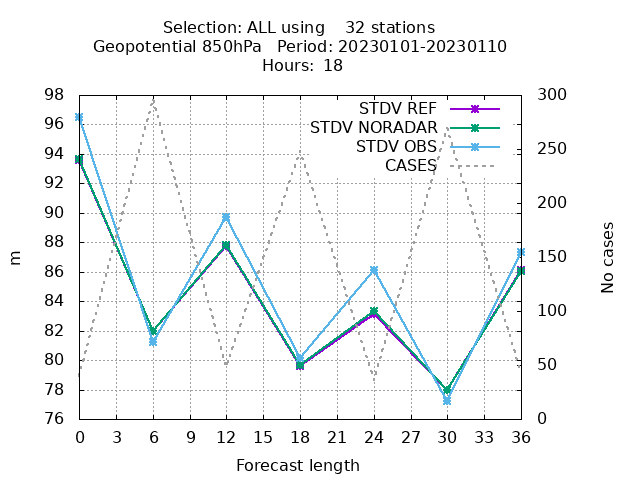 Selection: ALL using    32 stations
Geopotential 850hPa   Period: 20230101-20230110
Hours:  18
STDV REF
STDV NORADAR
STDV OBS
CASES
98
96
94
92
90
88
86
84
82
80
78
76
m
300
250
200
150
100
50
0
No cases
0 3 6 9 12 15 18 21 24 27 30 33 36
Forecast length